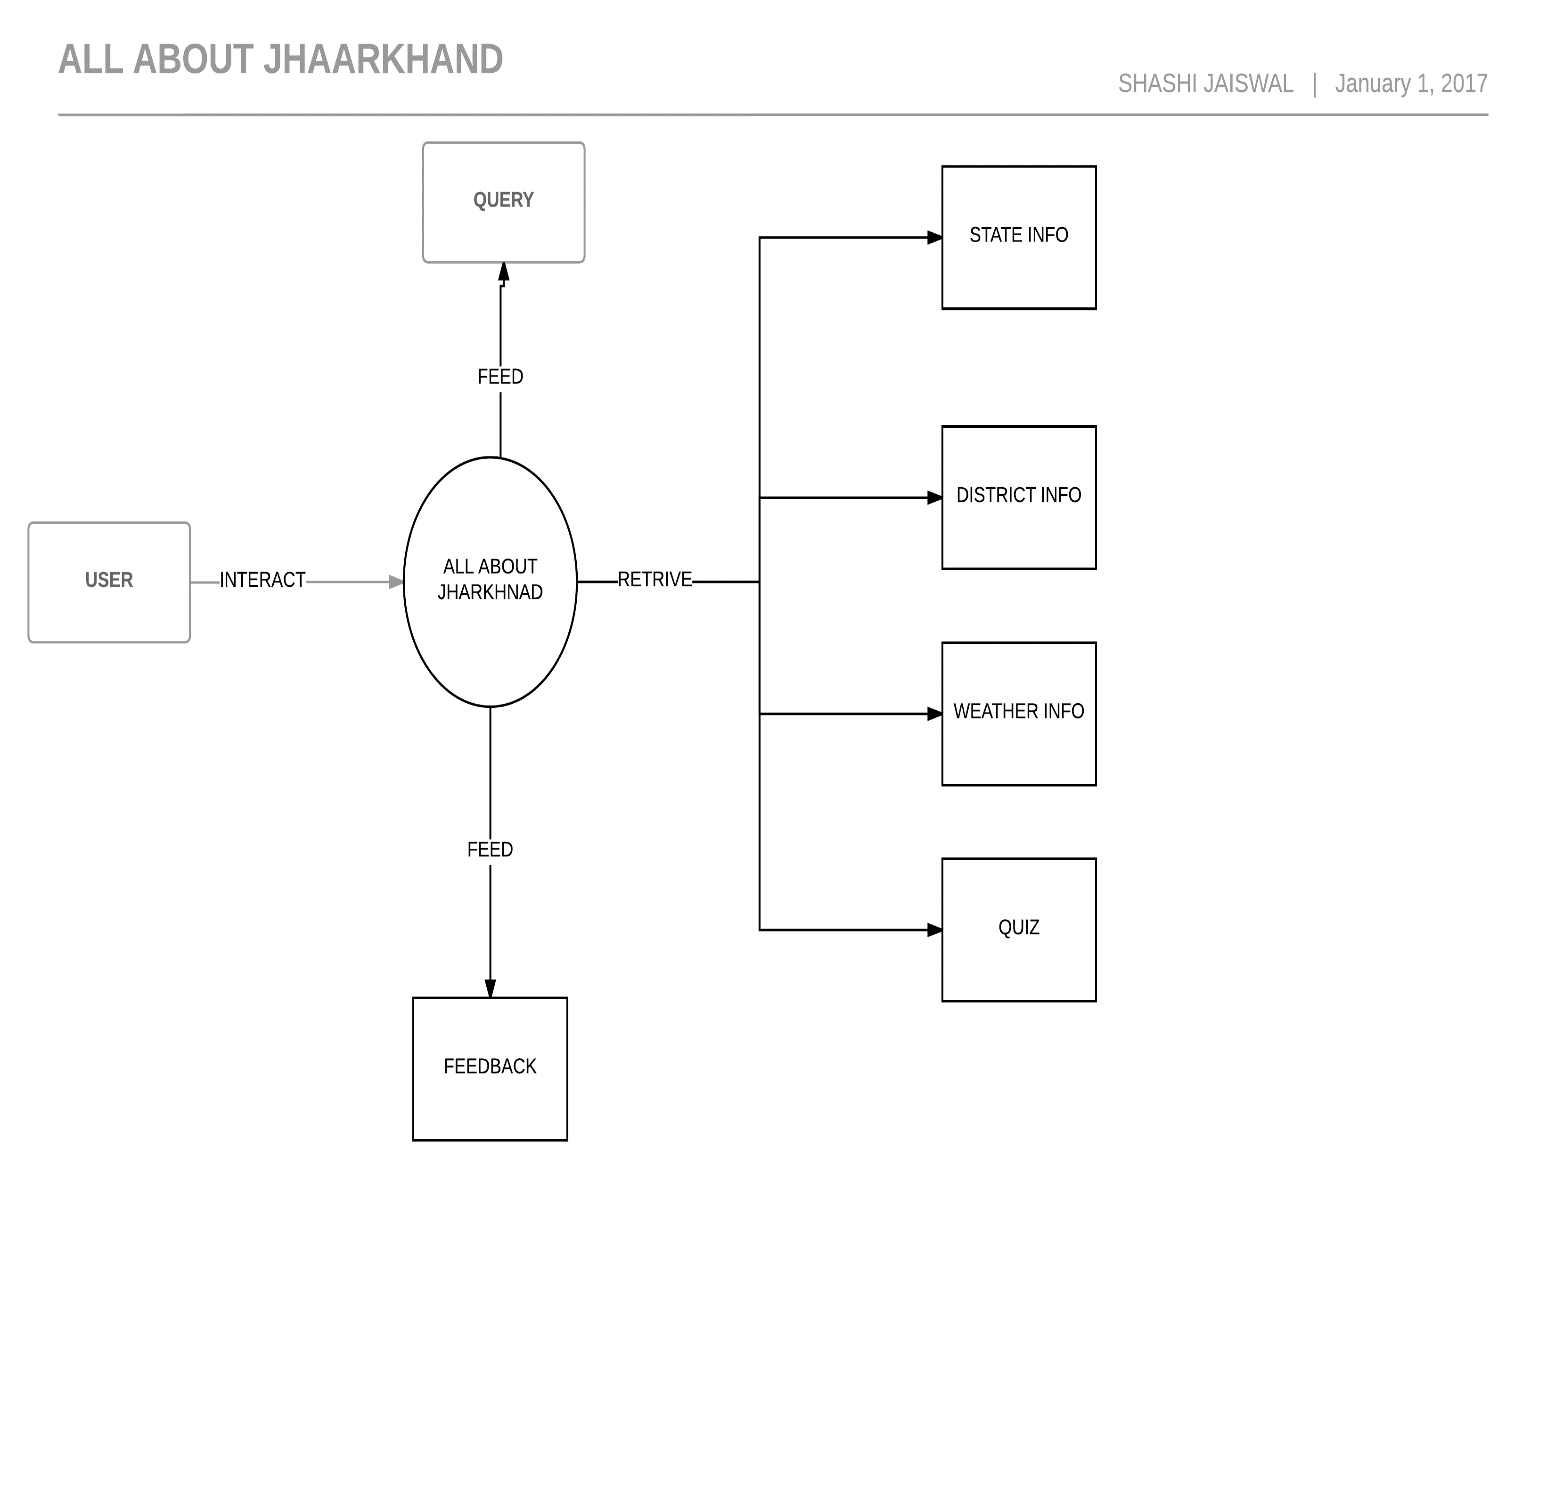 ALL ABOUT JHAARKHAND
SHASHI JAISWAL | January 1, 2017
QUERY
STATE INFO
FEED
DISTRICT INFO
USER
INTERACT
ALL ABOUT
JHARKHNAD
RETRIVE
WEATHER INFO
FEED
QUIZ
FEEDBACK